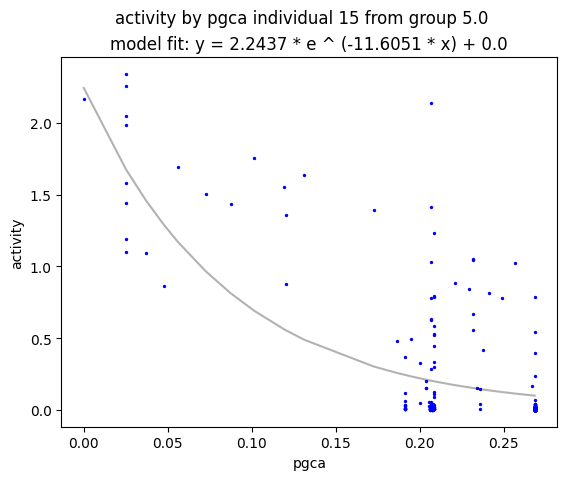 activity by pgca individual 15 from group 5.0
model fit: y = 2.2437 * e ^ (-11.6051 * x) + 0.0
2.0
1.5
1.0
0.5
0.0
activity
0.00
0.05
0.10
0.15
0.20
0.25
pgca